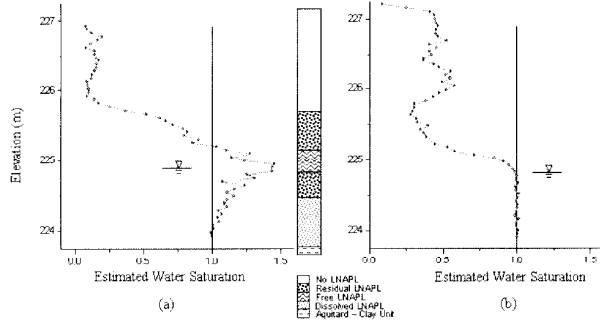 227
226
225
224
Elevation (m)
0.0 0.5 1.0 1.5
Estimated Water Saturation
(a)
No LNAPL
Residual LNAPL
Free LNAPL
Dissolved LNAPL
Aquitard - Clay Unit
227
226
225
224
0.0 0.5 1.0 1.5
Estimated Water Saturation
(b)